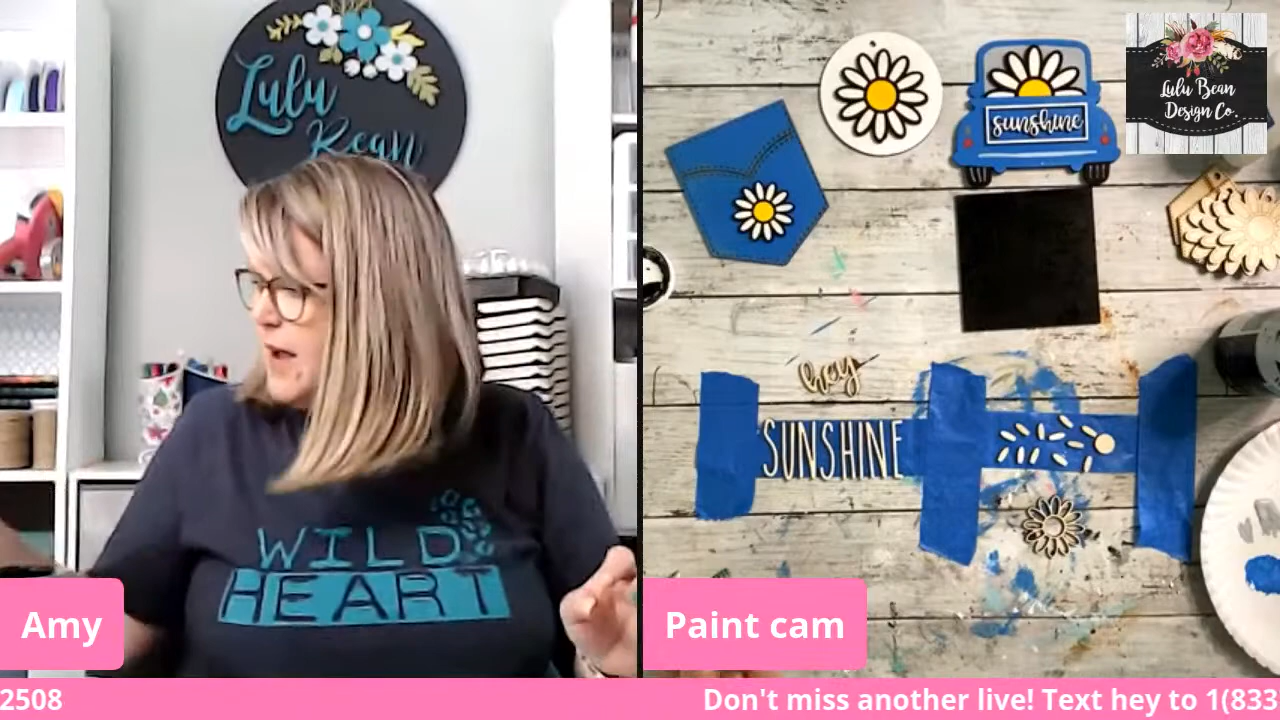 Lulu
Bean
WILD
HEART
Amy
sunshine
Lulu Bean
Design Co.
hey
SUNSHINE
Paint cam
2508
Don't miss another live! Text hey to 1(833